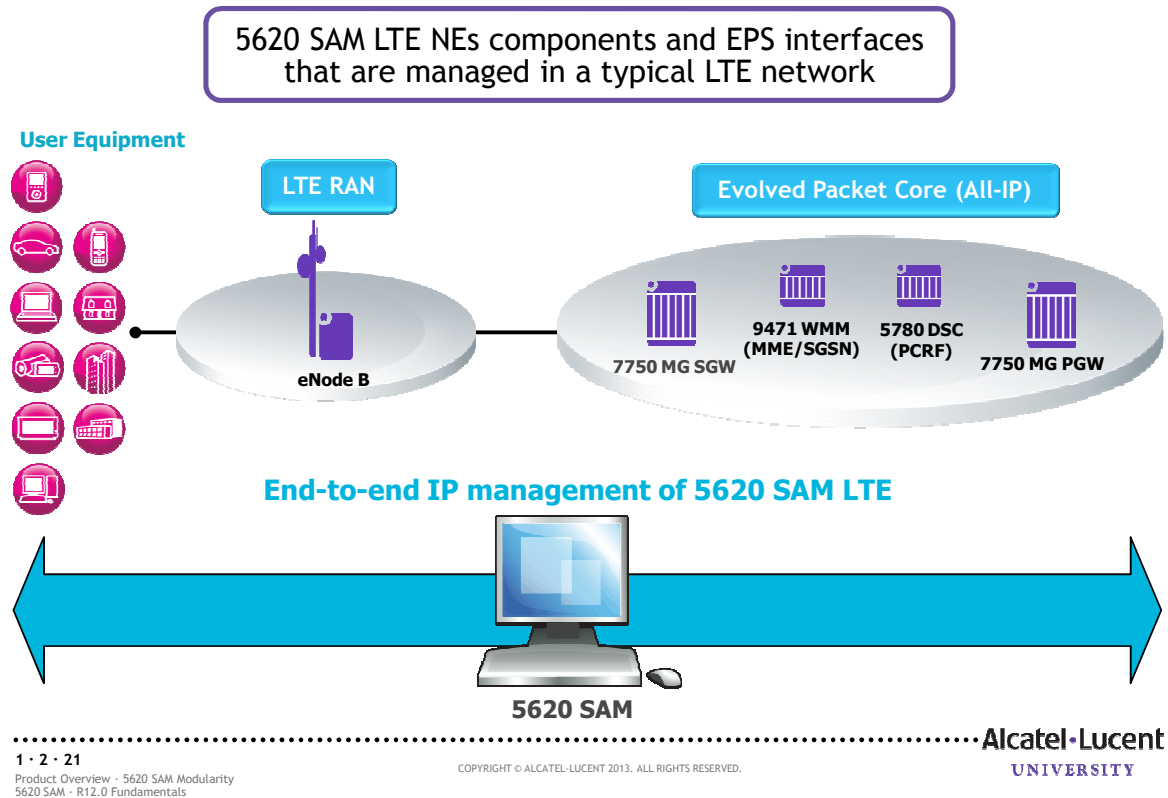 5620 SAM LTE NEs components and EPS interfaces
that are managed in a typical LTE network
User Equipment
LTE RAN
Evolved Packet Core (All-IP)
eNode B
7750 MG SGW
9471 WMM
(MME/SGSN)
5780 DSC
(PCRF)
7750 MG PGW
End-to-end IP management of 5620 SAM LTE
5620 SAM
1 · 2 · 21
Product Overview · 5620 SAM Modularity
5620 SAM · R12.0 Fundamentals
COPYRIGHT © ALCATEL-LUCENT 2013. ALL RIGHTS RESERVED.
Alcatel·Lucent
UNIVERSITY